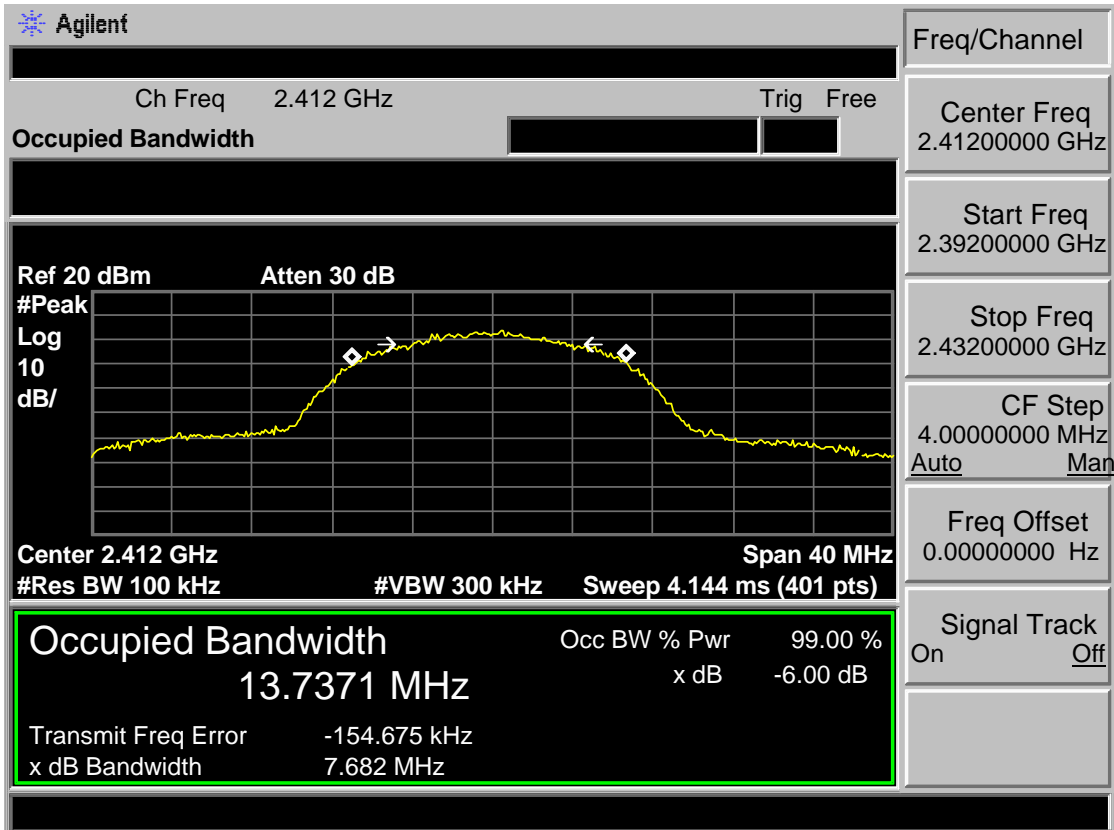 Agilent
Freq/Channel
Ch Freq 2.412 GHz Trig Free
Occupied Bandwidth
Center Freq
2.41200000 GHz
Start Freq
2.39200000 GHz
Stop Freq
2.43200000 GHz
CF Step
4.00000000 MHz
Auto Man
Freq Offset
0.00000000 Hz
Signal Track
On Off
Ref 20 dBm Atten 30 dB
#Peak
Log
10
dB/
Center 2.412 GHz Span 40 MHz
#Res BW 100 kHz #VBW 300 kHz Sweep 4.144 ms (401 pts)
Occupied Bandwidth Occ BW % Pwr 99.00 %
13.7371 MHz x dB -6.00 dB
Transmit Freq Error -154.675 kHz
x dB Bandwidth 7.682 MHz